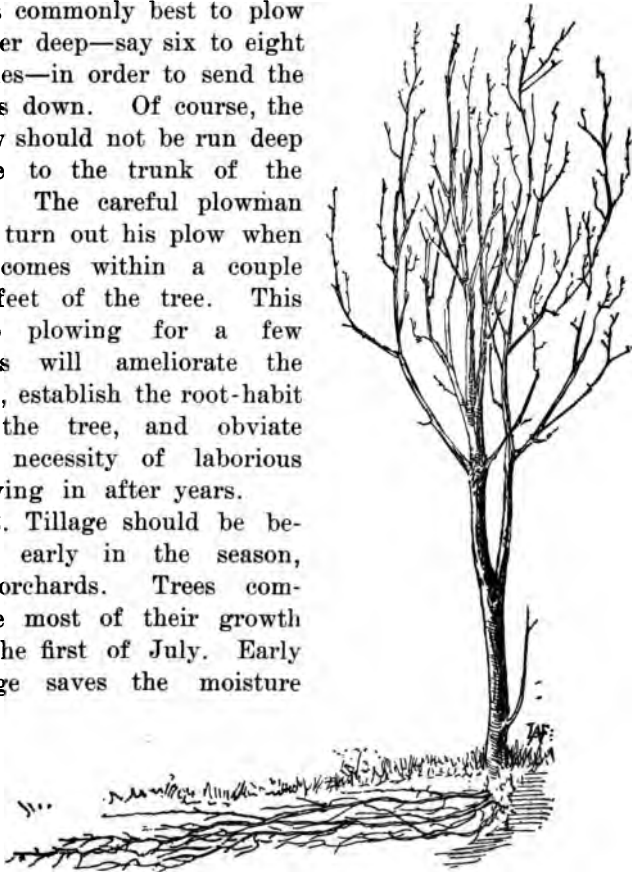 s commonly best to plow
er deep—say six to eight
es—in order to send the
s down. Of course, the
should not be run deep
e to the trunk of the
The careful plowman
turn out his plow when
comes within a couple
feet of the tree. This
plowing for a few
s will ameliorate the
, establish the root-habit
the tree, and obviate
necessity of laborious
ving in after years.
. Tillage should be be-
early in the season,
orchards. Trees com-
e most of their growth
he first of July. Early
ge saves the moisture